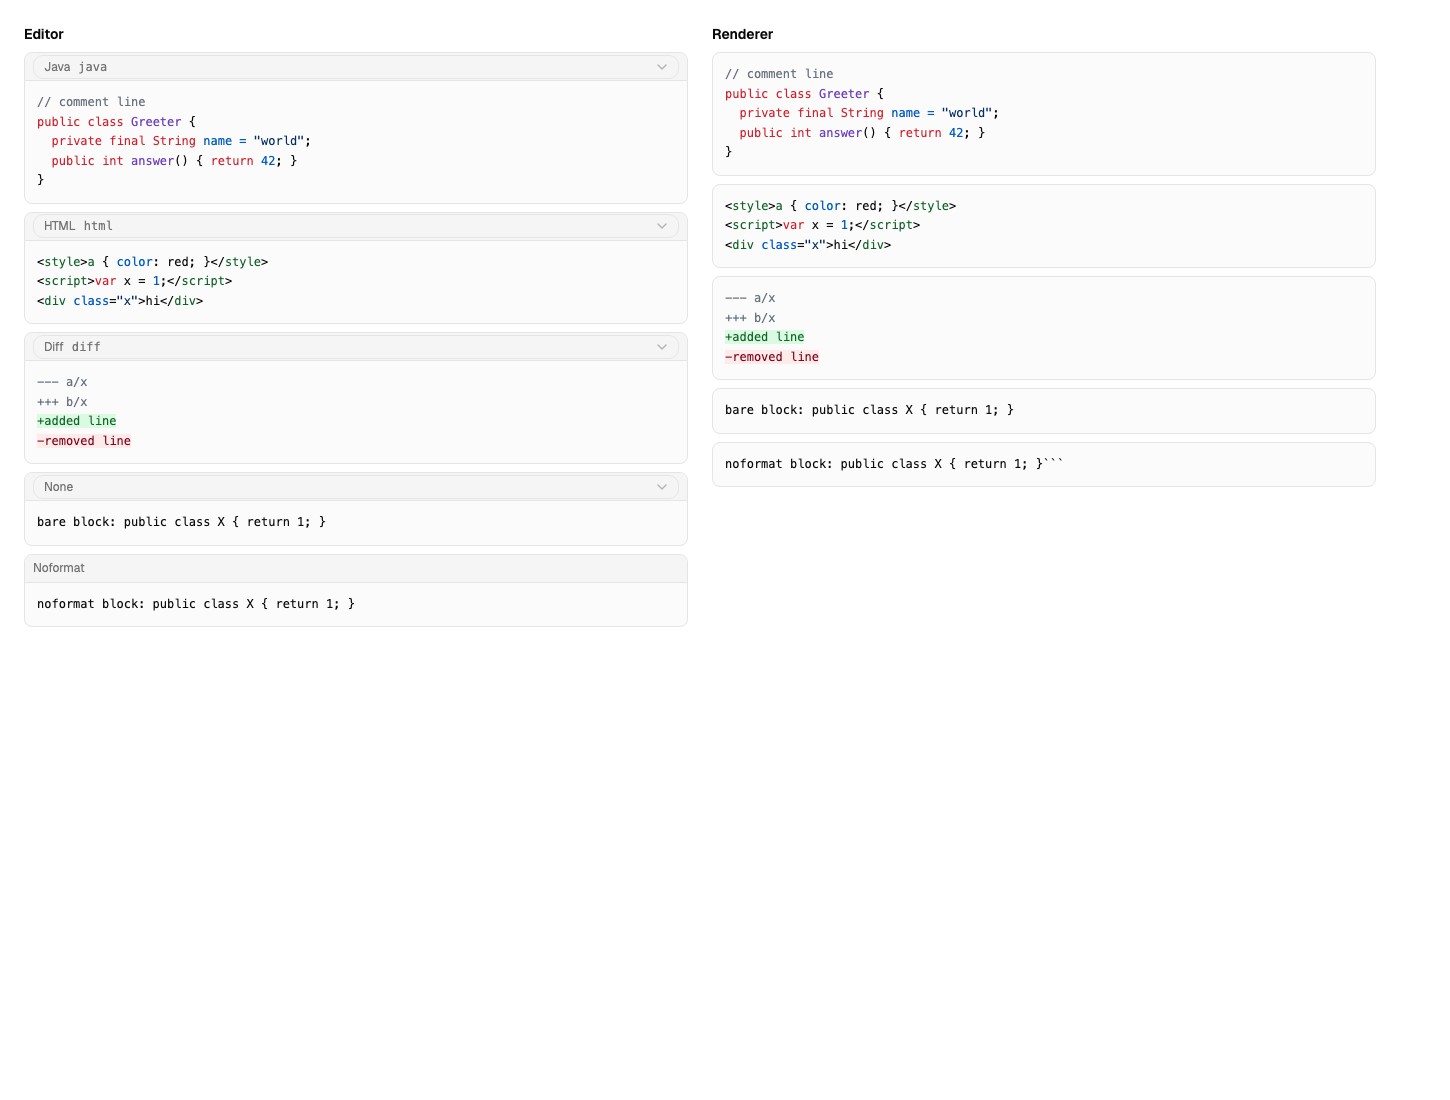 Editor
Java java
// comment line
public class Greeter {
  private final String name = "world";
  public int answer() { return 42; }
}
HTML html
<style>a { color: red; }</style>
<script>var x = 1;</script>
<div class="x">hi</div>
Diff diff
--- a/x
+++ b/x
+added line
-removed line
None
bare block: public class X { return 1; }
Noformat
noformat block: public class X { return 1; }
Renderer
// comment line
public class Greeter {
  private final String name = "world";
  public int answer() { return 42; }
}
<style>a { color: red; }</style>
<script>var x = 1;</script>
<div class="x">hi</div>
--- a/x
+++ b/x
+added line
-removed line
bare block: public class X { return 1; }
noformat block: public class X { return 1; }```